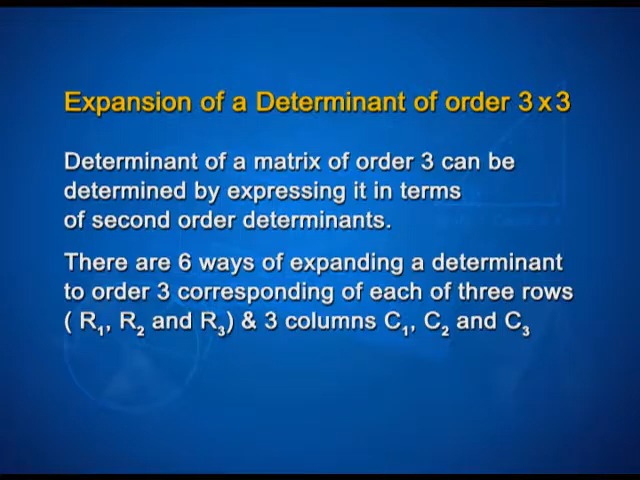 Expansion of a Determinant of order 3 x 3
Determinant of a matrix of order 3 can be
determined by expressing it in terms
of second order determinants.
There are 6 ways of expanding a determinant
to order 3 corresponding of each of three rows
( R₁, R₂ and R₃) & 3 columns C₁, C₂ and C₃